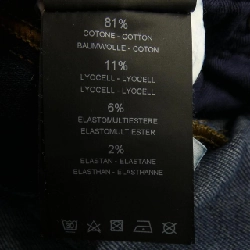 81%
COTONE - COTTON
BAUMWOLLE - COTON
11%
LYOCELL - LYOCELL
LYOCELL - LYOCELL
6%
ELASTOMULTIESTERE
ELASTOMULTIESTER
2%
ELASTAN - ELASTANE
ELASTHAN - ELASTHANNE